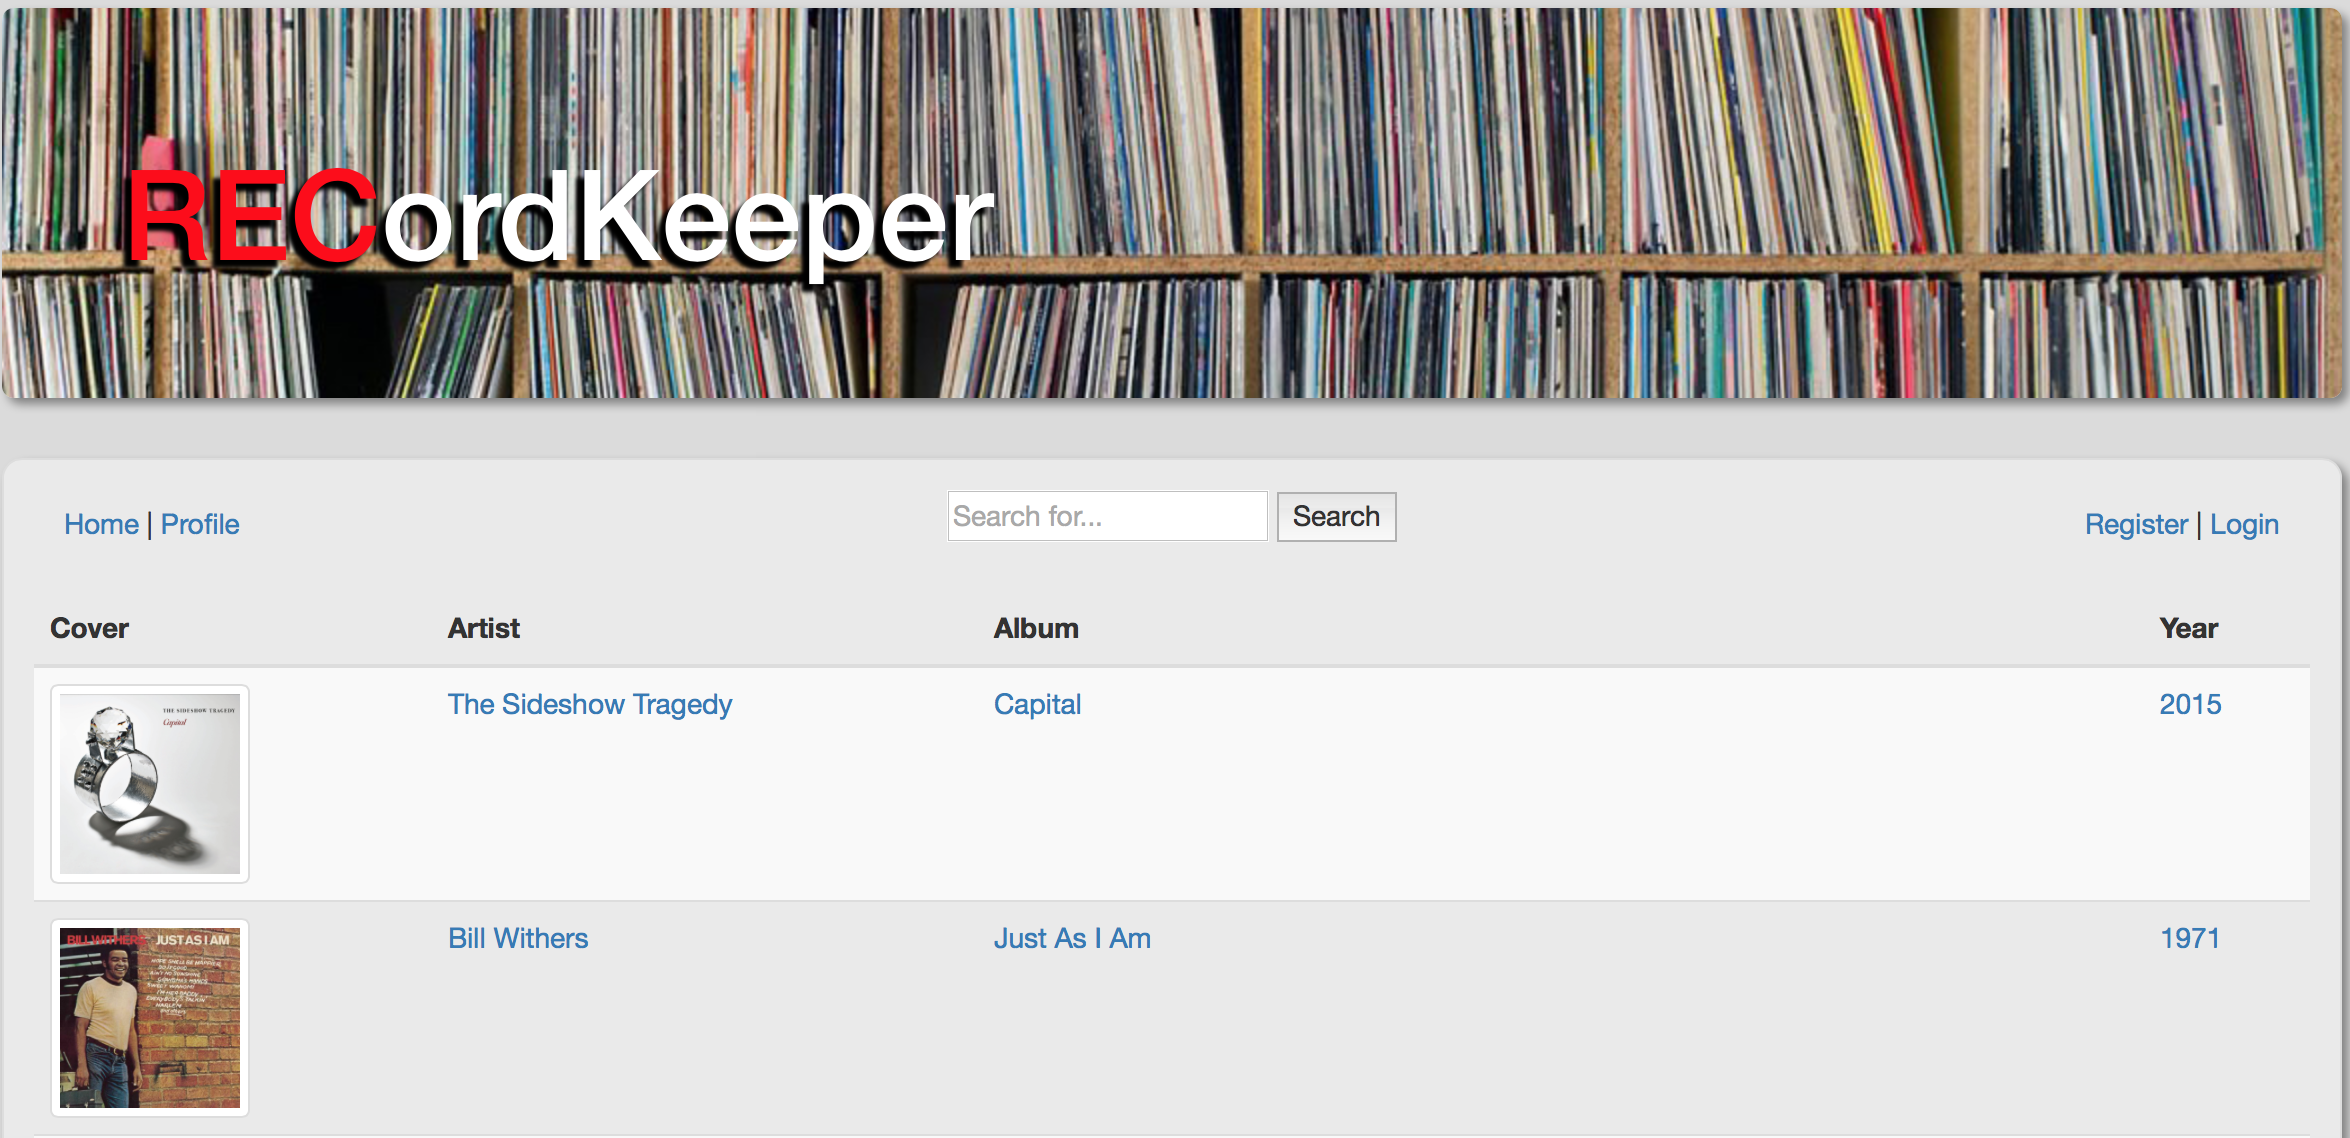 RECordKeeper
Home | Profile
Search for...
Search
Register | Login
Cover Artist Album Year
THE SIDESHOW TRAGEDY
Capital
The Sideshow Tragedy Capital 2015
BILL WITHERS JUST AS I AM
Bill Withers Just As I Am 1971